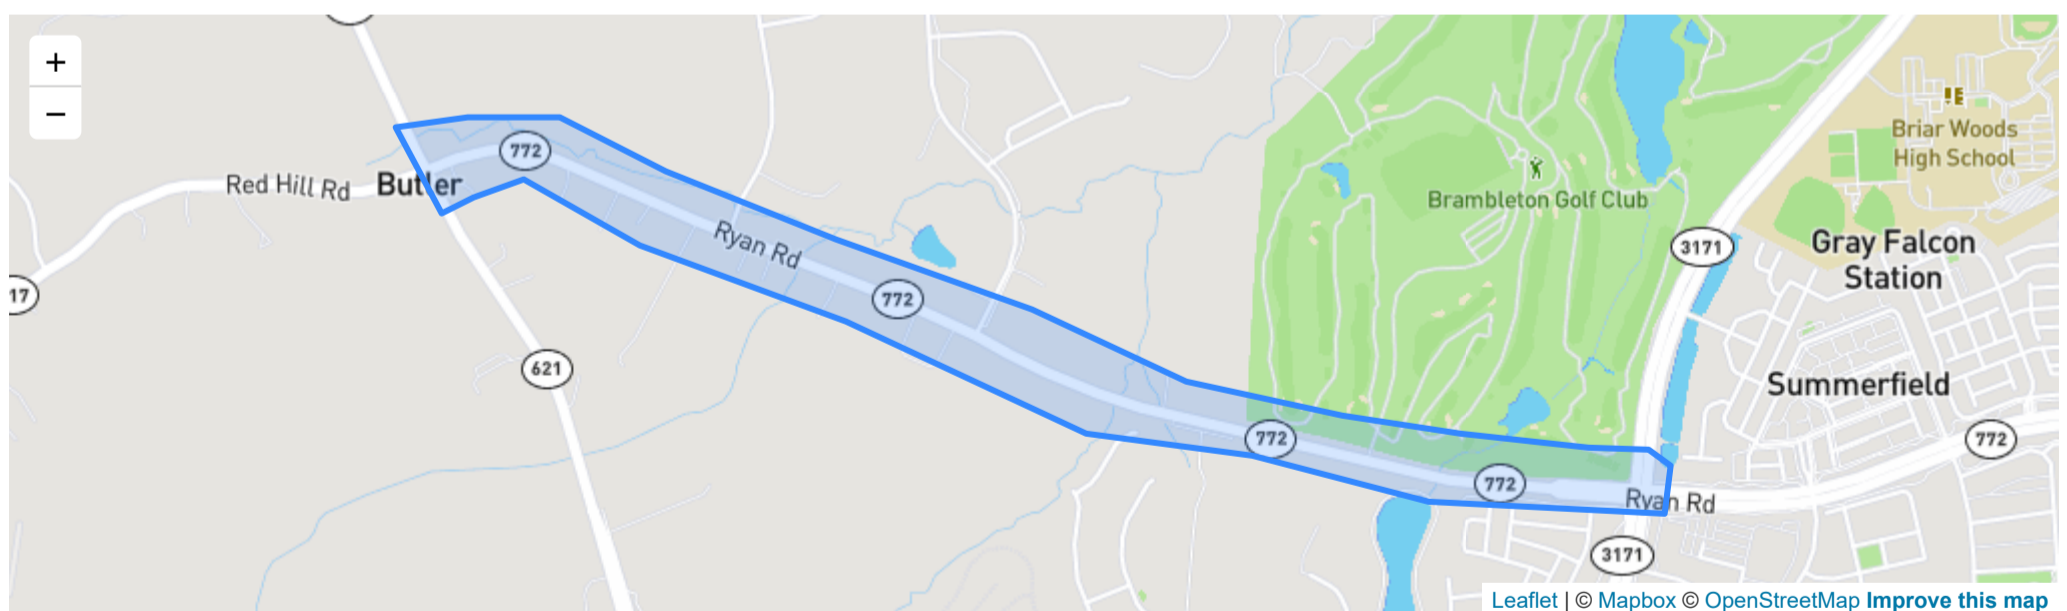 +
−
772
Red Hill Rd
Butler
17
Ryan Rd
772
621
772
772
Brambleton Golf Club
3171
Briar Woods
High School
Gray Falcon
Station
Summerfield
772
Ryan Rd
3171
Leaflet | © Mapbox © OpenStreetMap Improve this map